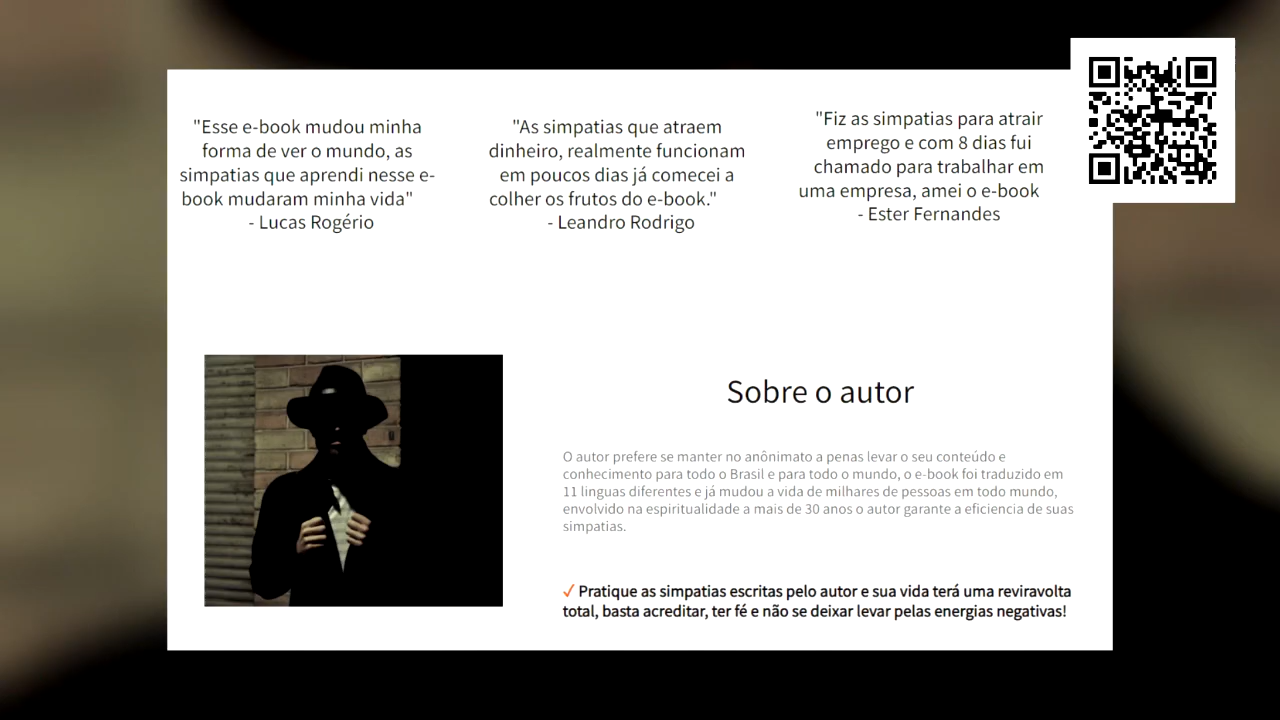 "Esse e-book mudou minha
forma de ver o mundo, as
simpatias que aprendi nesse e-
book mudaram minha vida"
- Lucas Rogério
"As simpatias que atraem
dinheiro, realmente funcionam
em poucos dias já comecei a
colher os frutos do e-book."
- Leandro Rodrigo
"Fiz as simpatias para atrair
emprego e com 8 dias fui
chamado para trabalhar em
uma empresa, amei o e-book
- Ester Fernandes
Sobre o autor
O autor prefere se manter no anônimato a penas levar o seu conteúdo e
conhecimento para todo o Brasil e para todo o mundo, o e-book foi traduzido em
11 linguas diferentes e já mudou a vida de milhares de pessoas em todo mundo,
envolvido na espiritualidade a mais de 30 anos o autor garante a eficiencia de suas
simpatias.
✓ Pratique as simpatias escritas pelo autor e sua vida terá uma reviravolta
total, basta acreditar, ter fé e não se deixar levar pelas energias negativas!